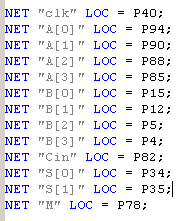 NET "clk" LOC = P40;
NET "A[0]" LOC = P94;
NET "A[1]" LOC = P90;
NET "A[2]" LOC = P88;
NET "A[3]" LOC = P85;
NET "B[0]" LOC = P15;
NET "B[1]" LOC = P12;
NET "B[2]" LOC = P5;
NET "B[3]" LOC = P4;
NET "Cin" LOC = P82;
NET "S[0]" LOC = P34;
NET "S[1]" LOC = P35;
NET "M" LOC = P78;